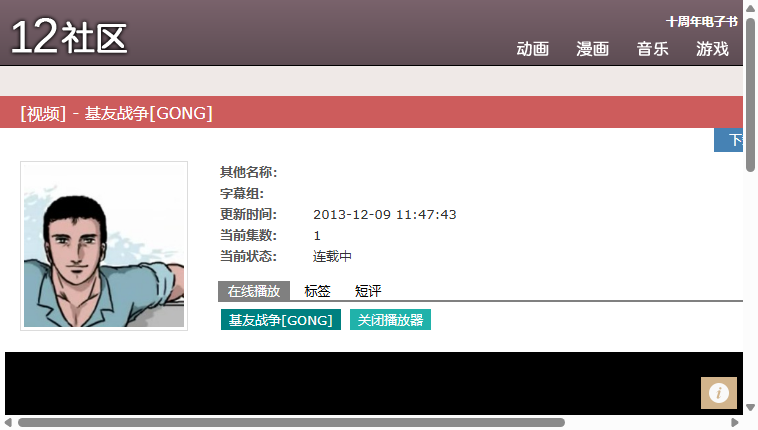 12社区
十周年电子书
动画 漫画 音乐 游戏
[视频] - 基友战争[GONG]
下
其他名称:
字幕组:
更新时间: 2013-12-09 11:47:43
当前集数: 1
当前状态: 连载中
在线播放 标签 短评
基友战争[GONG] 关闭播放器